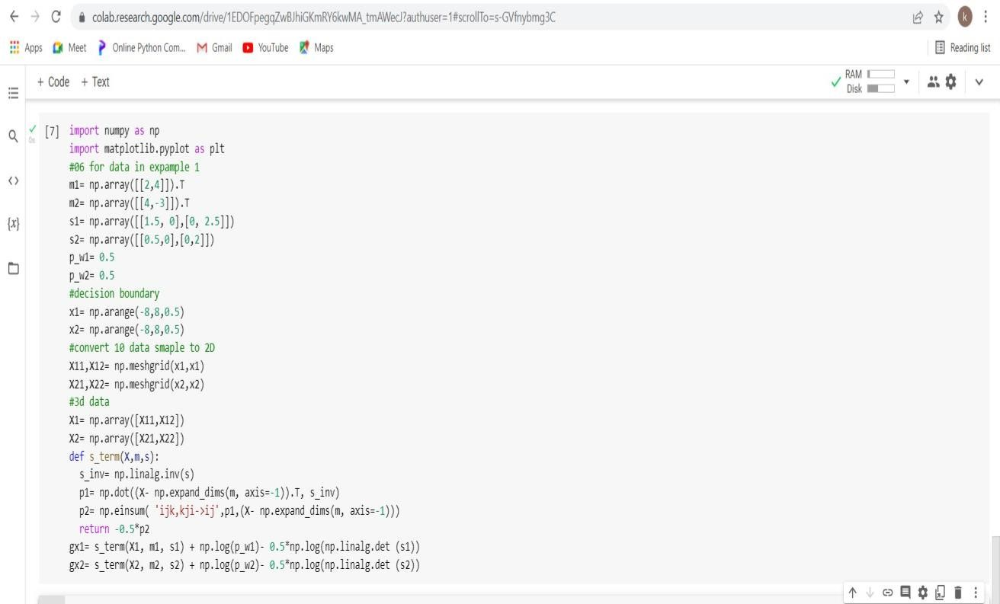 colab.research.google.com/drive/1EDOFpegqZwBJhiGKmRY6kwMA_tmAWecJ?authuser=1#scrollTo=s-GVfnybmg3C
k
Apps Meet Online Python Com... Gmail YouTube Maps Reading list
+ Code + Text
RAM
Disk
[7] import numpy as np
import matplotlib.pyplot as plt
#06 for data in expample 1
m1= np.array([[2,4]]).T
m2= np.array([[4,-3]]).T
s1= np.array([[1.5, 0],[0, 2.5]])
s2= np.array([[0.5,0],[0,2]])
p_w1= 0.5
p_w2= 0.5
#decision boundary
x1= np.arange(-8,8,0.5)
x2= np.arange(-8,8,0.5)
#convert 10 data smaple to 2D
X11,X12= np.meshgrid(x1,x1)
X21,X22= np.meshgrid(x2,x2)
#3d data
X1= np.array([X11,X12])
X2= np.array([X21,X22])
def s_term(X,m,s):
  s_inv= np.linalg.inv(s)
  p1= np.dot((X- np.expand_dims(m, axis=-1)).T, s_inv)
  p2= np.einsum( 'ijk,kji->ij',p1,(X- np.expand_dims(m, axis=-1)))
  return -0.5*p2
gx1= s_term(X1, m1, s1) + np.log(p_w1)- 0.5*np.log(np.linalg.det (s1))
gx2= s_term(X2, m2, s2) + np.log(p_w2)- 0.5*np.log(np.linalg.det (s2))